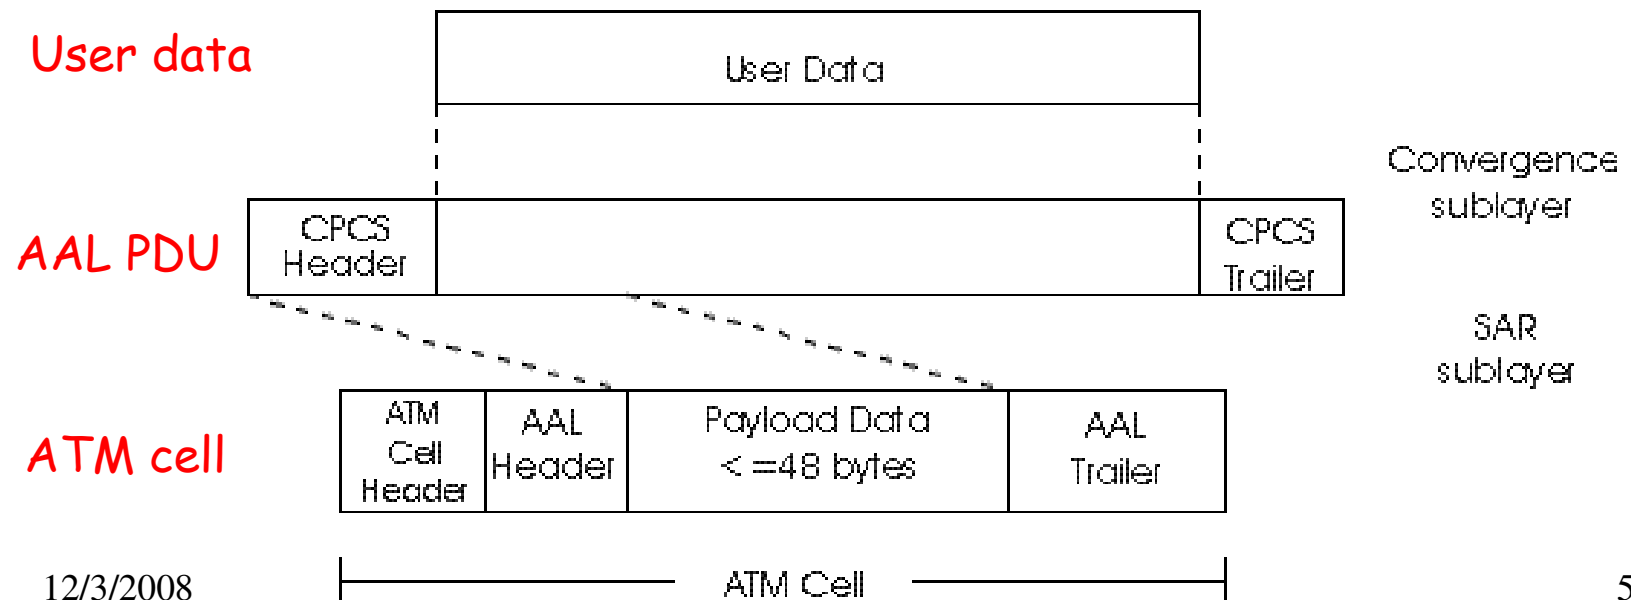 User data
User Data
Convergence
sublayer
AAL PDU
CPCS
Header
CPCS
Trailer
SAR
sublayer
ATM cell
ATM
Cell
Header
AAL
Header
Payload Data
< =48 bytes
AAL
Trailer
12/3/2008
ATM Cell
5